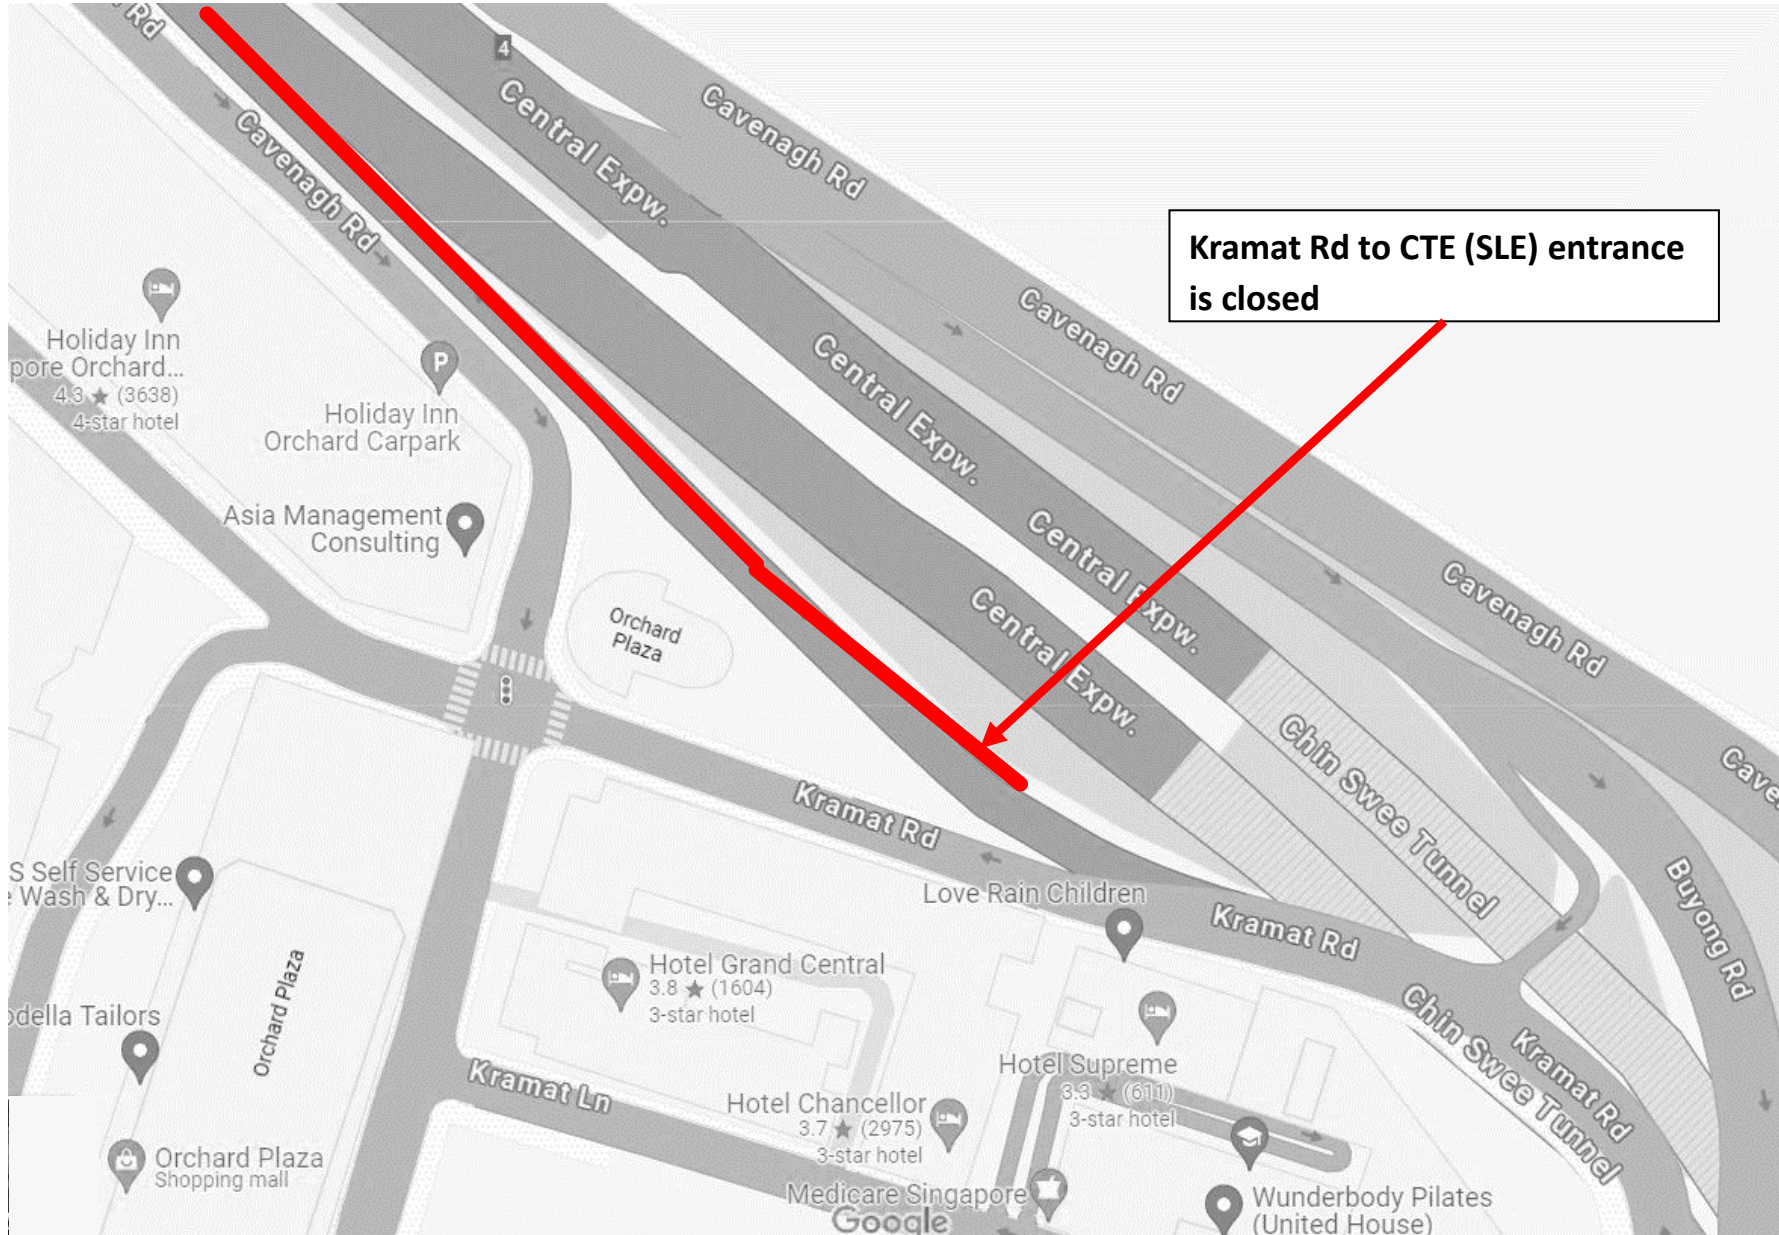 Rd
4
Central Expw.
Cavenagh Rd
Cavenagh Rd
Kramat Rd to CTE (SLE) entrance
is closed
Holiday Inn
pore Orchard...
4.3 ★ (3638)
4-star hotel
P
Holiday Inn
Orchard Carpark
Central Expw.
Cavenagh Rd
Asia Management
Consulting
Central Expw.
Cavenagh Rd
Orchard
Plaza
Central Expw.
Chin Swee Tunnel
Cave
Kramat Rd
S Self Service
Wash & Dry...
Love Rain Children
Buyong Rd
Kramat Rd
Hotel Grand Central
3.8 ★ (1604)
3-star hotel
Orchard Plaza
odella Tailors
Chin Swee Tunnel
Kramat Rd
Hotel Supreme
3.3 ★ (611)
3-star hotel
Kramat Ln
Hotel Chancellor
3.7 ★ (2975)
3-star hotel
Orchard Plaza
Shopping mall
Medicare Singapore
Google
Wunderbody Pilates
(United House)